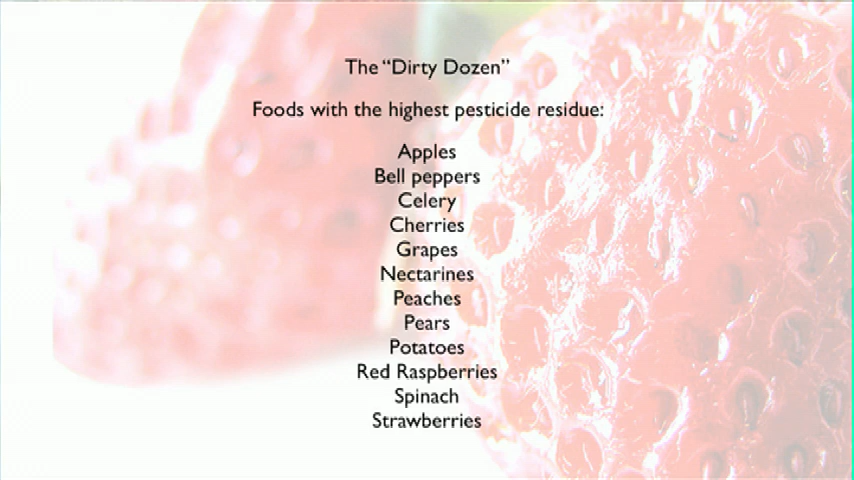 The “Dirty Dozen”
Foods with the highest pesticide residue:
Apples
Bell peppers
Celery
Cherries
Grapes
Nectarines
Peaches
Pears
Potatoes
Red Raspberries
Spinach
Strawberries